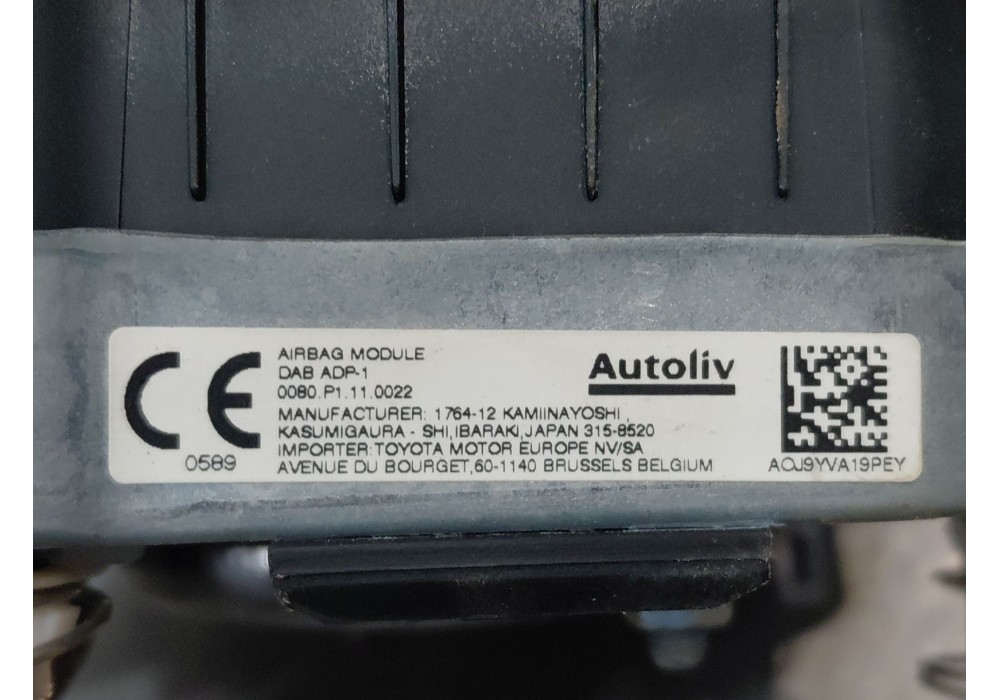 CE
0589
AIRBAG MODULE
DAB ADP-1
0080.P1.11.0022
MANUFACTURER: 1764-12 KAMIINAYOSHI,
KASUMIGAURA - SHI,IBARAKI,JAPAN 315-8520
IMPORTER:TOYOTA MOTOR EUROPE NV/SA
AVENUE DU BOURGET,60-1140 BRUSSELS BELGIUM
Autoliv
AOJ9YVA19PEY